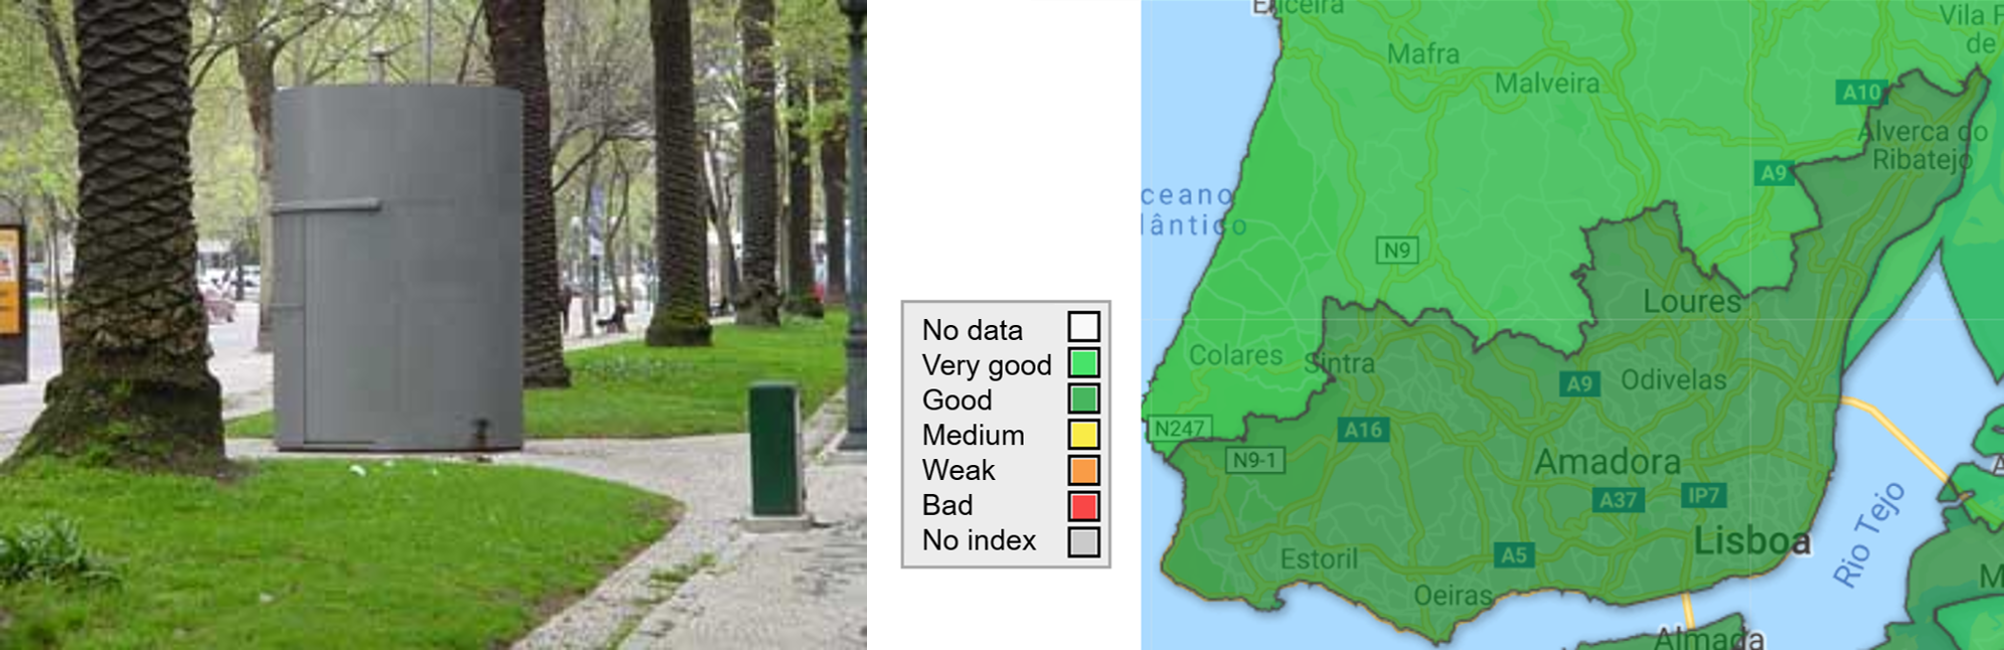 No data
Very good
Good
Medium
Weak
Bad
No index
Ericeira
Mafra
Malveira
Vila F
de
A10
Alverca do
Ribatejo
A9
ceano
lântico
N9
Loures
Colares
Sintra
A9
Odivelas
N247
A16
N9-1
Amadora
A37
IP7
Lisboa
Estoril
A5
Oeiras
Rio Tejo
Almada
M
A